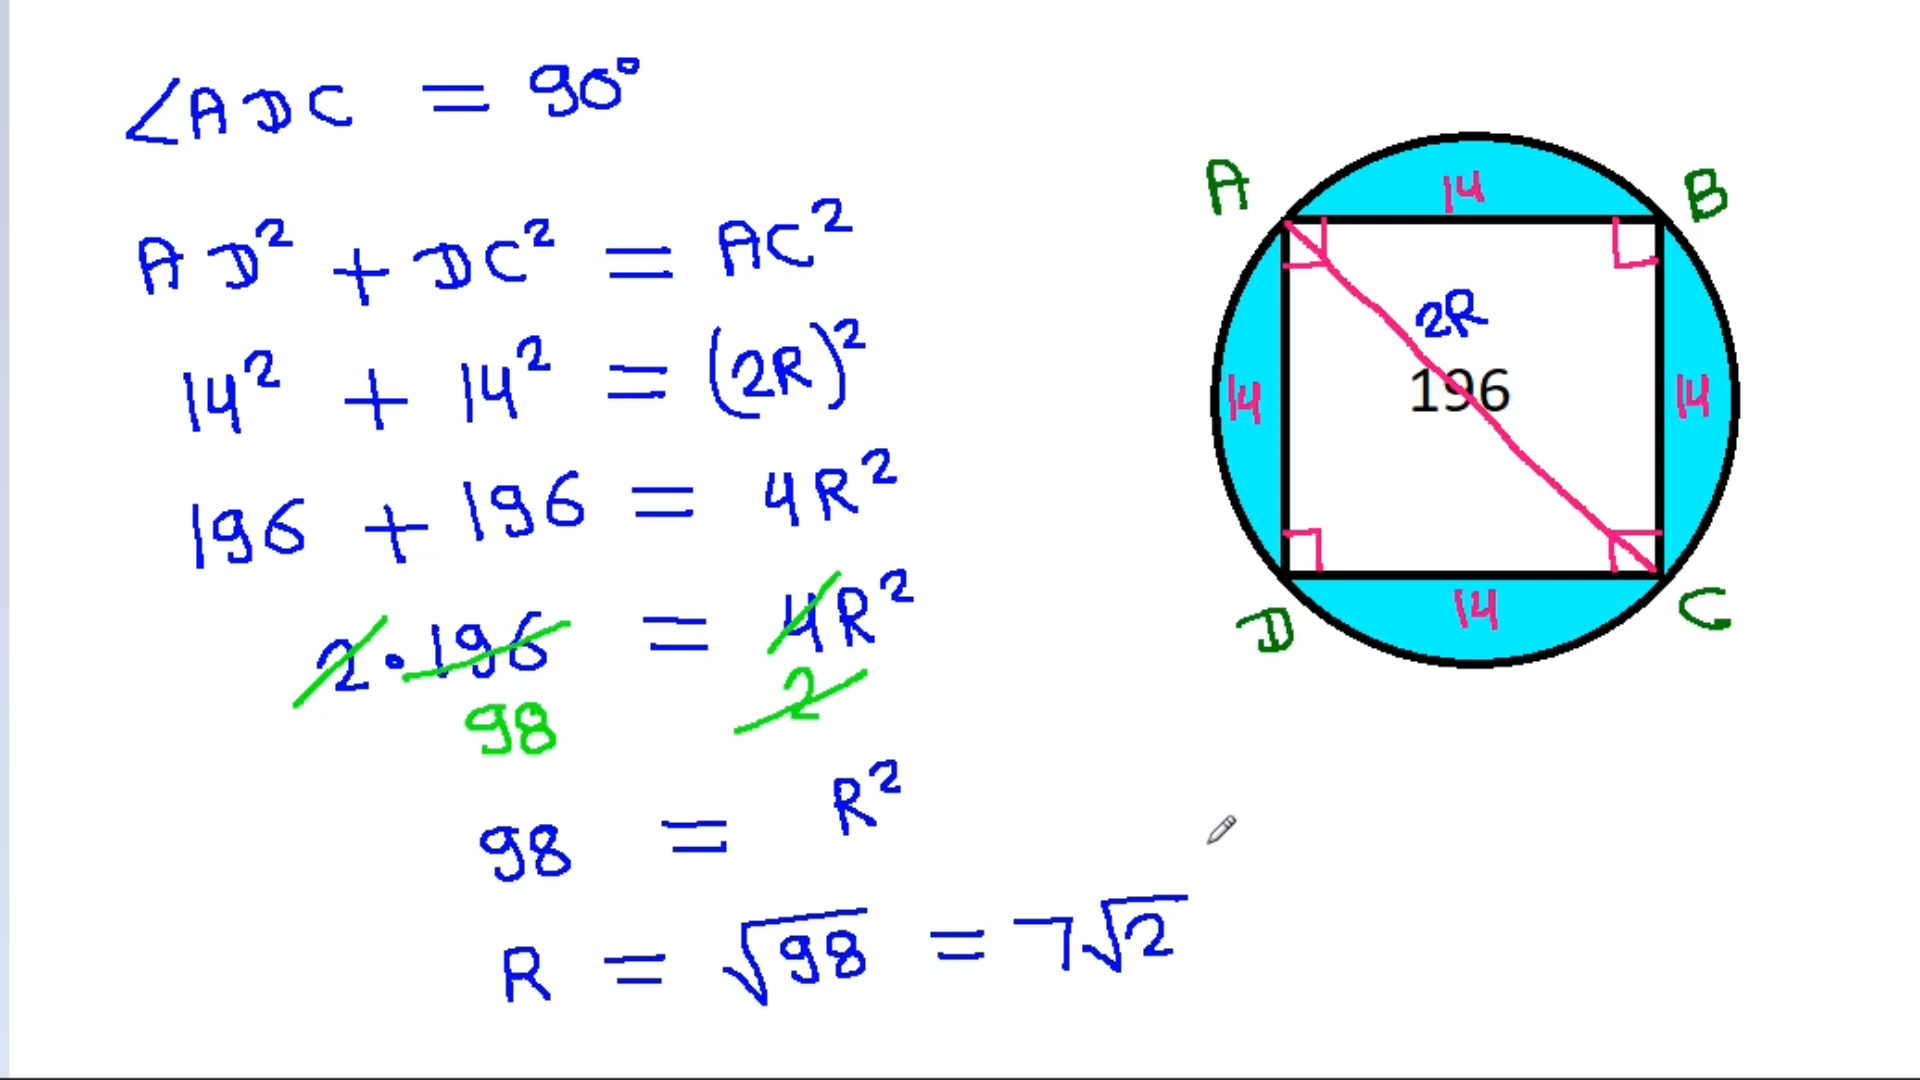 ∠ADC = 90°
AD² + DC² = AC²
14² + 14² = (2R)²
196 + 196 = 4R²
2·196 = 4R²
98 2
98 = R²
R = √98 = 7√2
A 14 B
2R
14 196 14
D 14 C